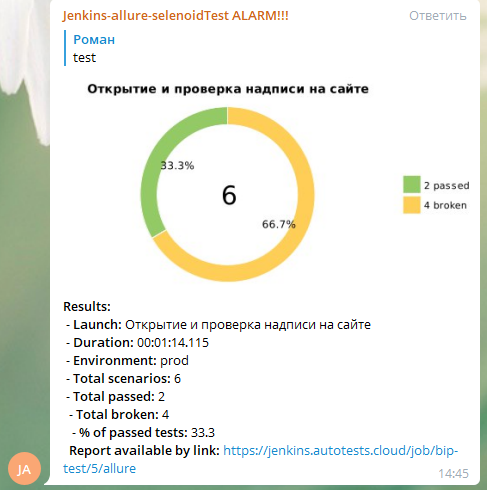 Jenkins-allure-selenoidTest ALARM!!! Ответить
Роман
test
Открытие и проверка надписи на сайте
33.3%
6
66.7%
2 passed
4 broken
Results:
- Launch: Открытие и проверка надписи на сайте
- Duration: 00:01:14.115
- Environment: prod
- Total scenarios: 6
- Total passed: 2
- Total broken: 4
- % of passed tests: 33.3
Report available by link: https://jenkins.autotests.cloud/job/bip-
test/5/allure
JA
14:45